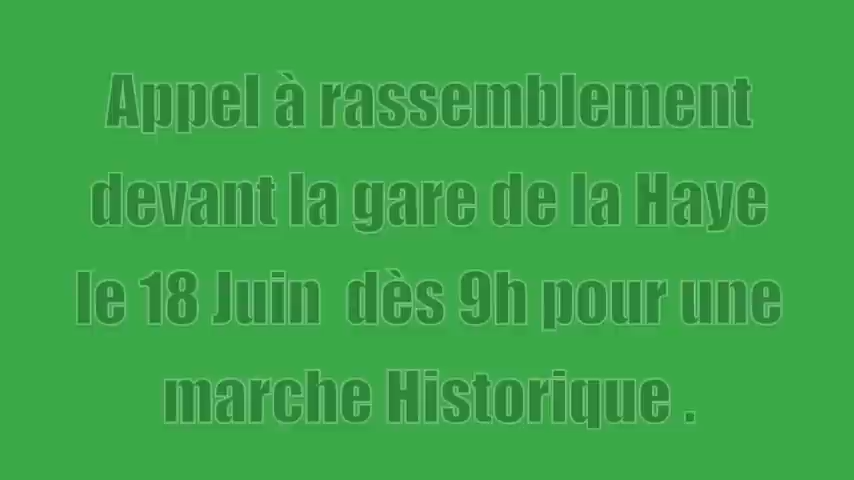 Appel à rassemblement
devant la gare de la Haye
le 18 Juin dès 9h pour une
marche Historique .